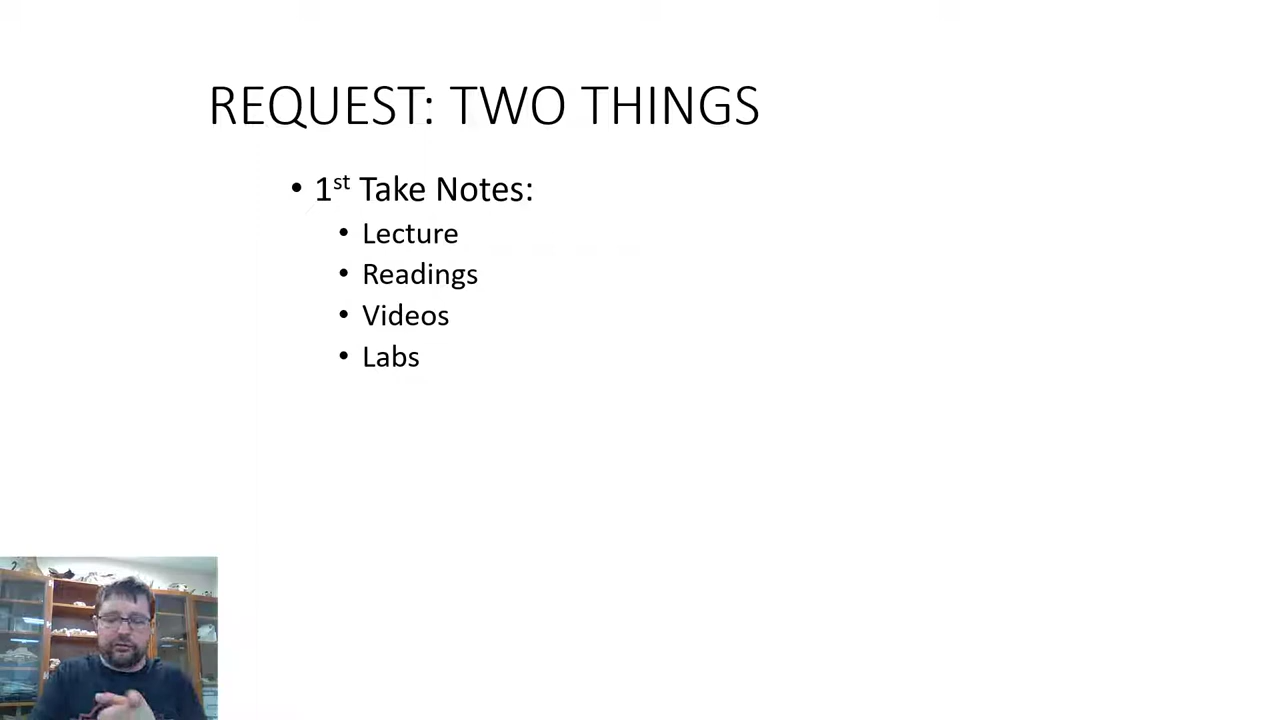 REQUEST: TWO THINGS
• 1st Take Notes:
• Lecture
• Readings
• Videos
• Labs